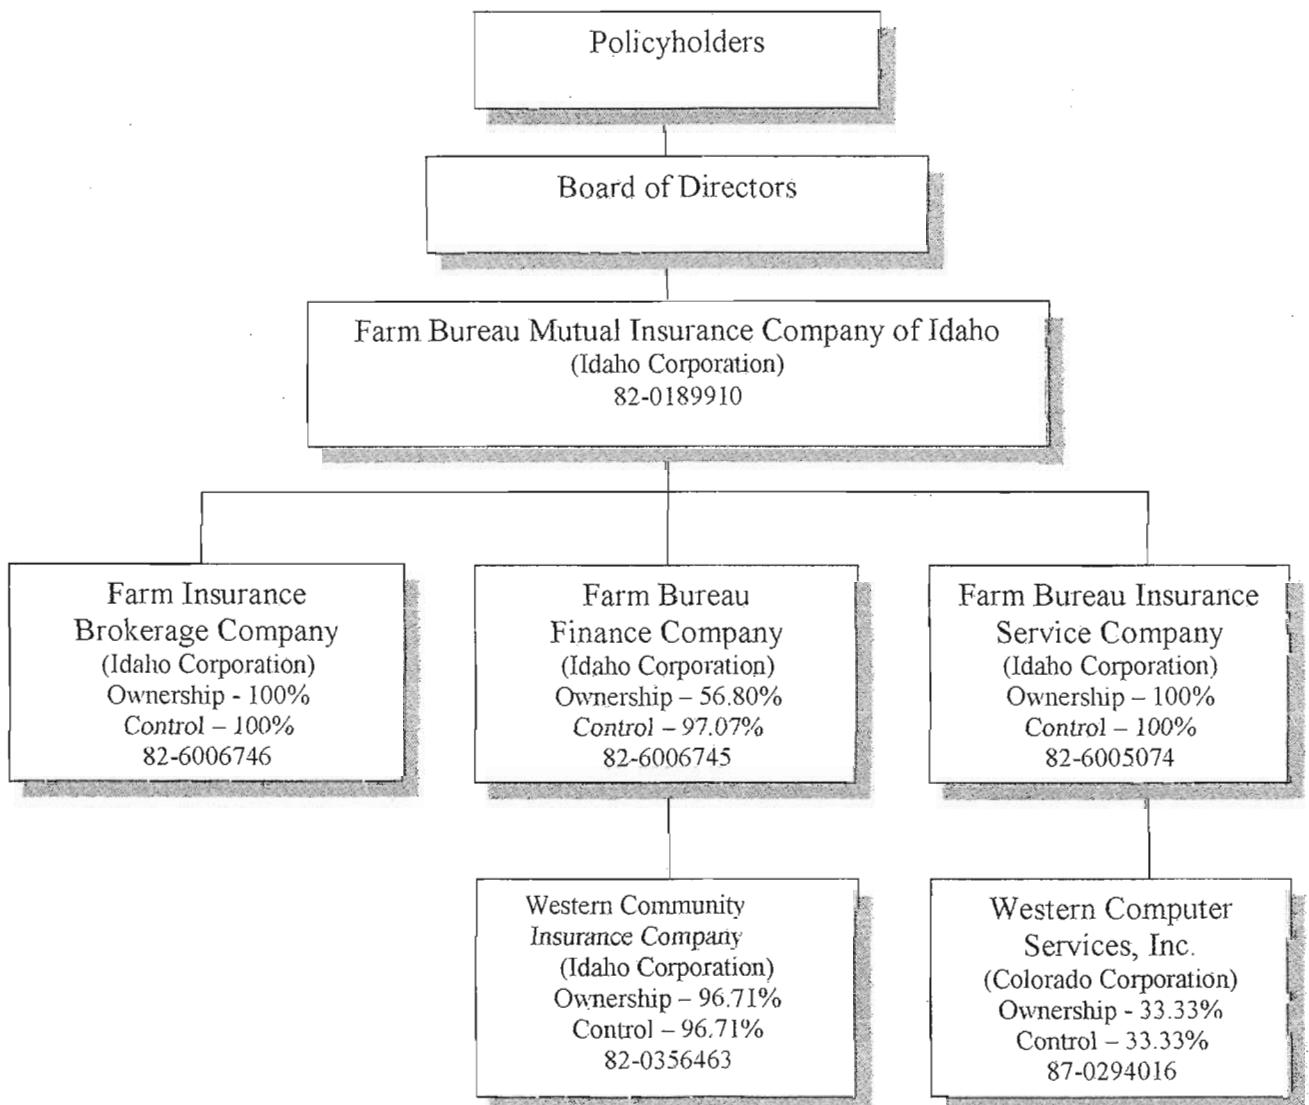 Policyholders
Board of Directors
Farm Bureau Mutual Insurance Company of Idaho
(Idaho Corporation)
82-0189910
Farm Insurance
Brokerage Company
(Idaho Corporation)
Ownership - 100%
Control – 100%
82-6006746
Farm Bureau
Finance Company
(Idaho Corporation)
Ownership – 56.80%
Control – 97.07%
82-6006745
Farm Bureau Insurance
Service Company
(Idaho Corporation)
Ownership – 100%
Control – 100%
82-6005074
Western Community
Insurance Company
(Idaho Corporation)
Ownership – 96.71%
Control – 96.71%
82-0356463
Western Computer
Services, Inc.
(Colorado Corporation)
Ownership - 33.33%
Control – 33.33%
87-0294016